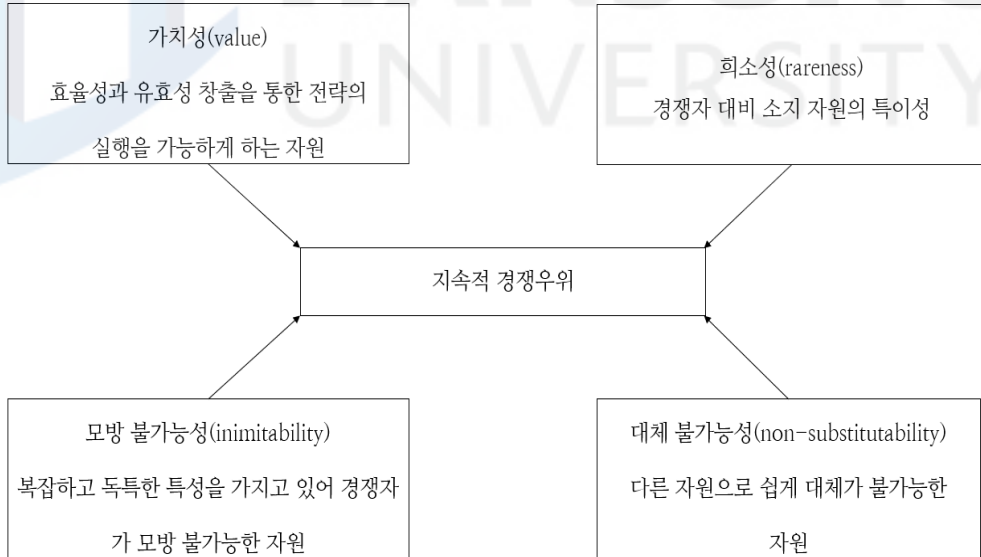 UNIVERSITY
가치성(value)
효율성과 유효성 창출을 통한 전략의
실행을 가능하게 하는 자원
희소성(rareness)
경쟁자 대비 소지 자원의 특이성
지속적 경쟁우위
모방 불가능성(inimitability)
복잡하고 독특한 특성을 가지고 있어 경쟁자
가 모방 불가능한 자원
대체 불가능성(non-substitutability)
다른 자원으로 쉽게 대체가 불가능한
자원